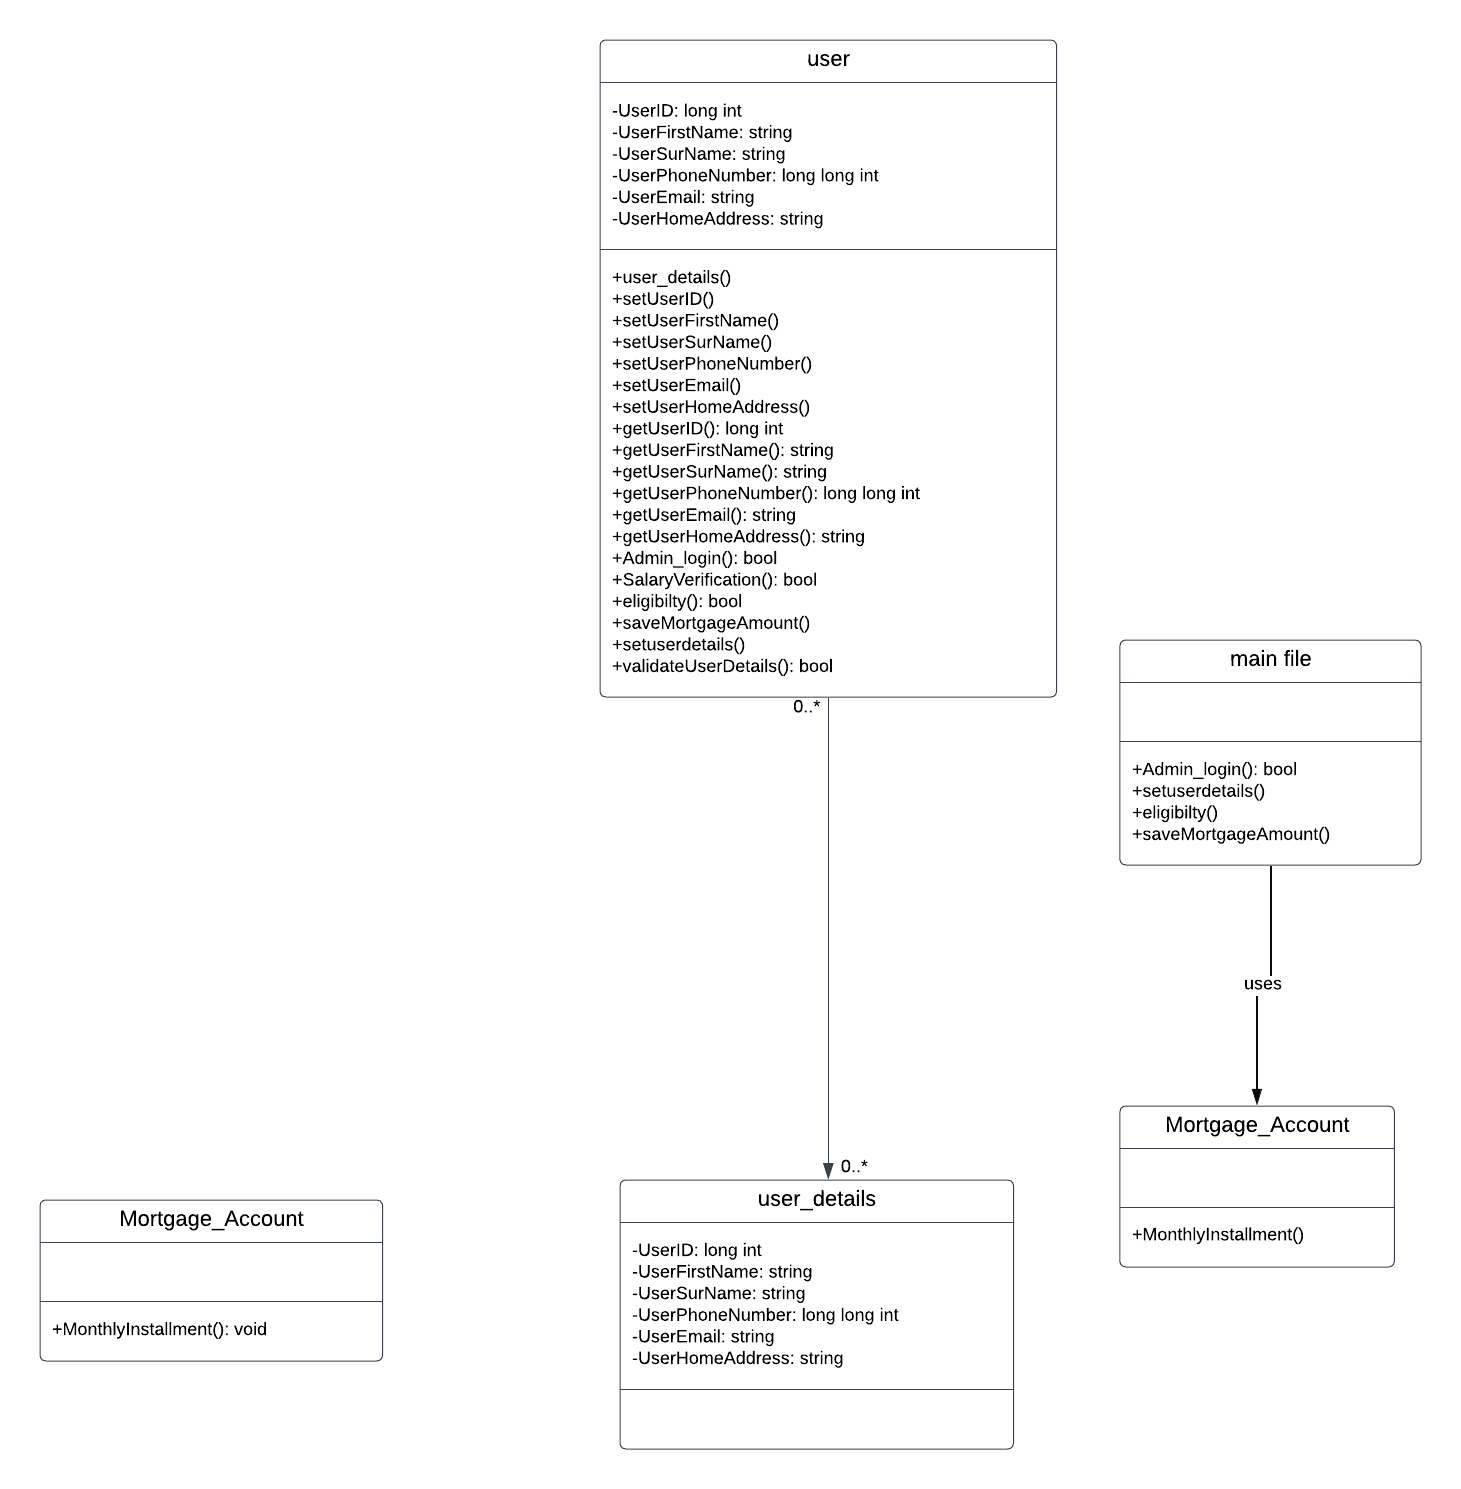 user
-UserID: long int
-UserFirstName: string
-UserSurName: string
-UserPhoneNumber: long long int
-UserEmail: string
-UserHomeAddress: string
+user_details()
+setUserID()
+setUserFirstName()
+setUserSurName()
+setUserPhoneNumber()
+setUserEmail()
+setUserHomeAddress()
+getUserID(): long int
+getUserFirstName(): string
+getUserSurName(): string
+getUserPhoneNumber(): long long int
+getUserEmail(): string
+getUserHomeAddress(): string
+Admin_login(): bool
+SalaryVerification(): bool
+eligibilty(): bool
+saveMortgageAmount()
+setuserdetails()
+validateUserDetails(): bool
0..*
main file
+Admin_login(): bool
+setuserdetails()
+eligibilty()
+saveMortgageAmount()
uses
Mortgage_Account
+MonthlyInstallment()
0..*
user_details
-UserID: long int
-UserFirstName: string
-UserSurName: string
-UserPhoneNumber: long long int
-UserEmail: string
-UserHomeAddress: string
Mortgage_Account
+MonthlyInstallment(): void